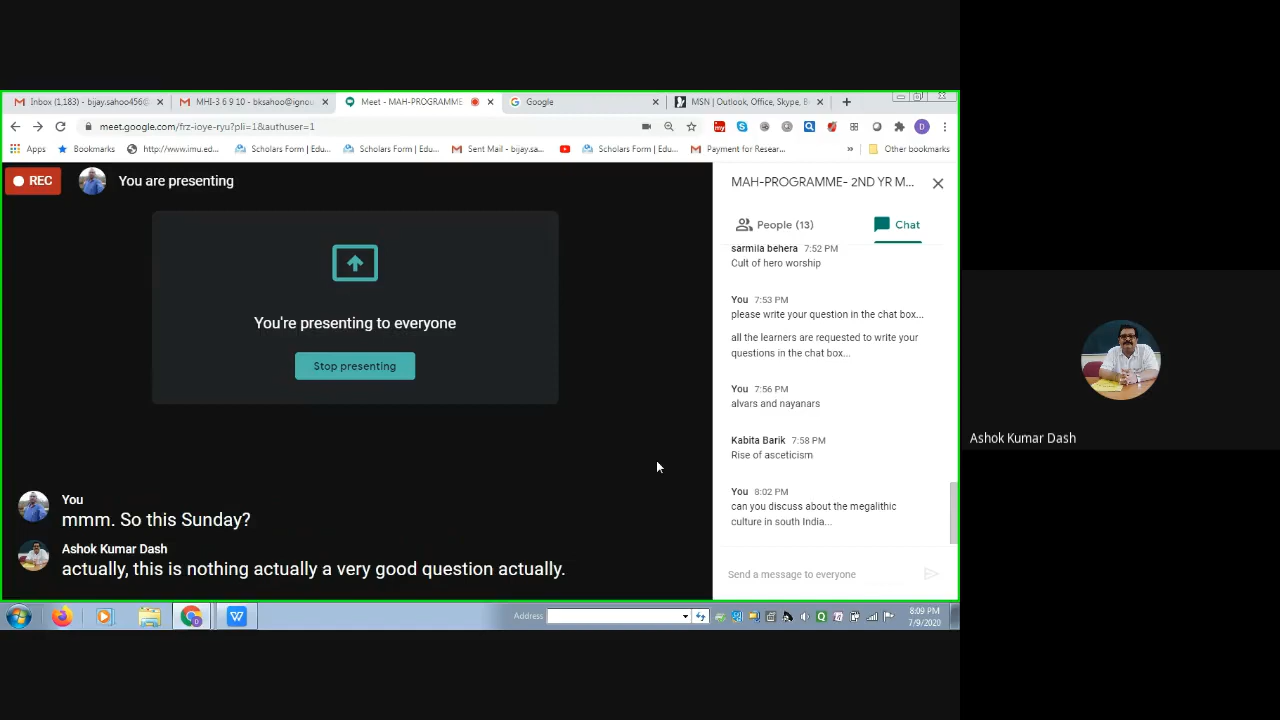 Inbox (1,183) - bijay.sahoo456@
MHI-3 6 9 10 - bksahoo@ignou
Meet - MAH-PROGRAMME
Google
MSN | Outlook, Office, Skype, B
meet.google.com/frz-ioye-ryu?pli=1&authuser=1
Apps
Bookmarks
http://www.imu.ed...
Scholars Form | Edu...
Scholars Form | Edu...
Sent Mail - bijay.sa...
Scholars Form | Edu...
Payment for Resear...
»
Other bookmarks
REC
You are presenting
You're presenting to everyone
Stop presenting
You
mmm. So this Sunday?
Ashok Kumar Dash
actually, this is nothing actually a very good question actually.
MAH-PROGRAMME- 2ND YR M...
People (13)
Chat
sarmila behera 7:52 PM
Cult of hero worship
You 7:53 PM
please write your question in the chat box...
all the learners are requested to write your
questions in the chat box...
You 7:56 PM
alvars and nayanars
Kabita Barik 7:58 PM
Rise of asceticism
You 8:02 PM
can you discuss about the megalithic
culture in south India...
Send a message to everyone
Address
8:09 PM
7/9/2020
Ashok Kumar Dash